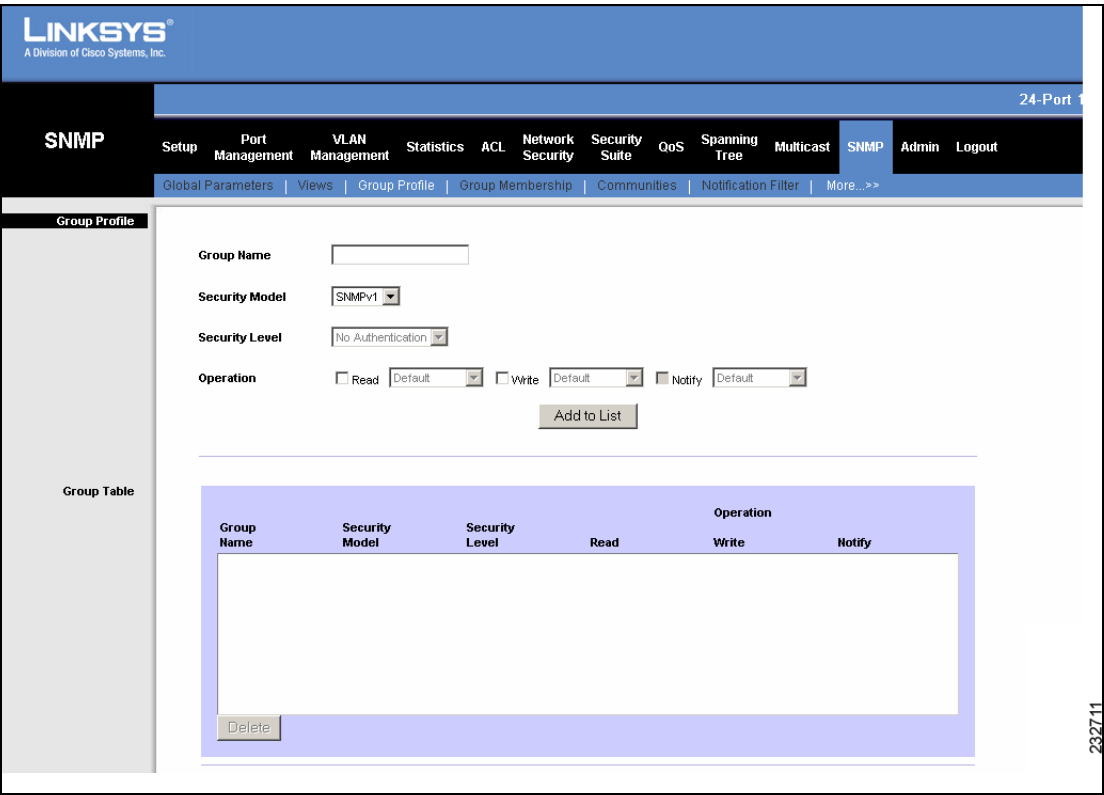 LINKSYS®
A Division of Cisco Systems, Inc.
24-Port 1
SNMP
Setup Port Management VLAN Management Statistics ACL Network Security Security Suite QoS Spanning Tree Multicast SNMP Admin Logout
Global Parameters | Views | Group Profile | Group Membership | Communities | Notification Filter | More...>>
Group Profile
Group Name
Security Model SNMPv1
Security Level No Authentication
Operation Read Default Write Default Notify Default
Add to List
Group Table
Operation
Group Name Security Model Security Level Read Write Notify
Delete
232711